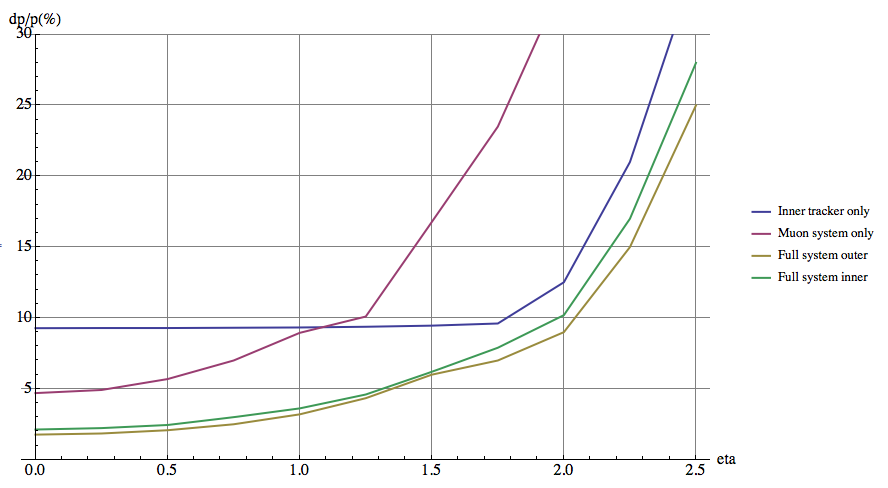 dp/p(%)
30
25
20
15
10
5
0.0 0.5 1.0 1.5 2.0 2.5 eta
Inner tracker only
Muon system only
Full system outer
Full system inner